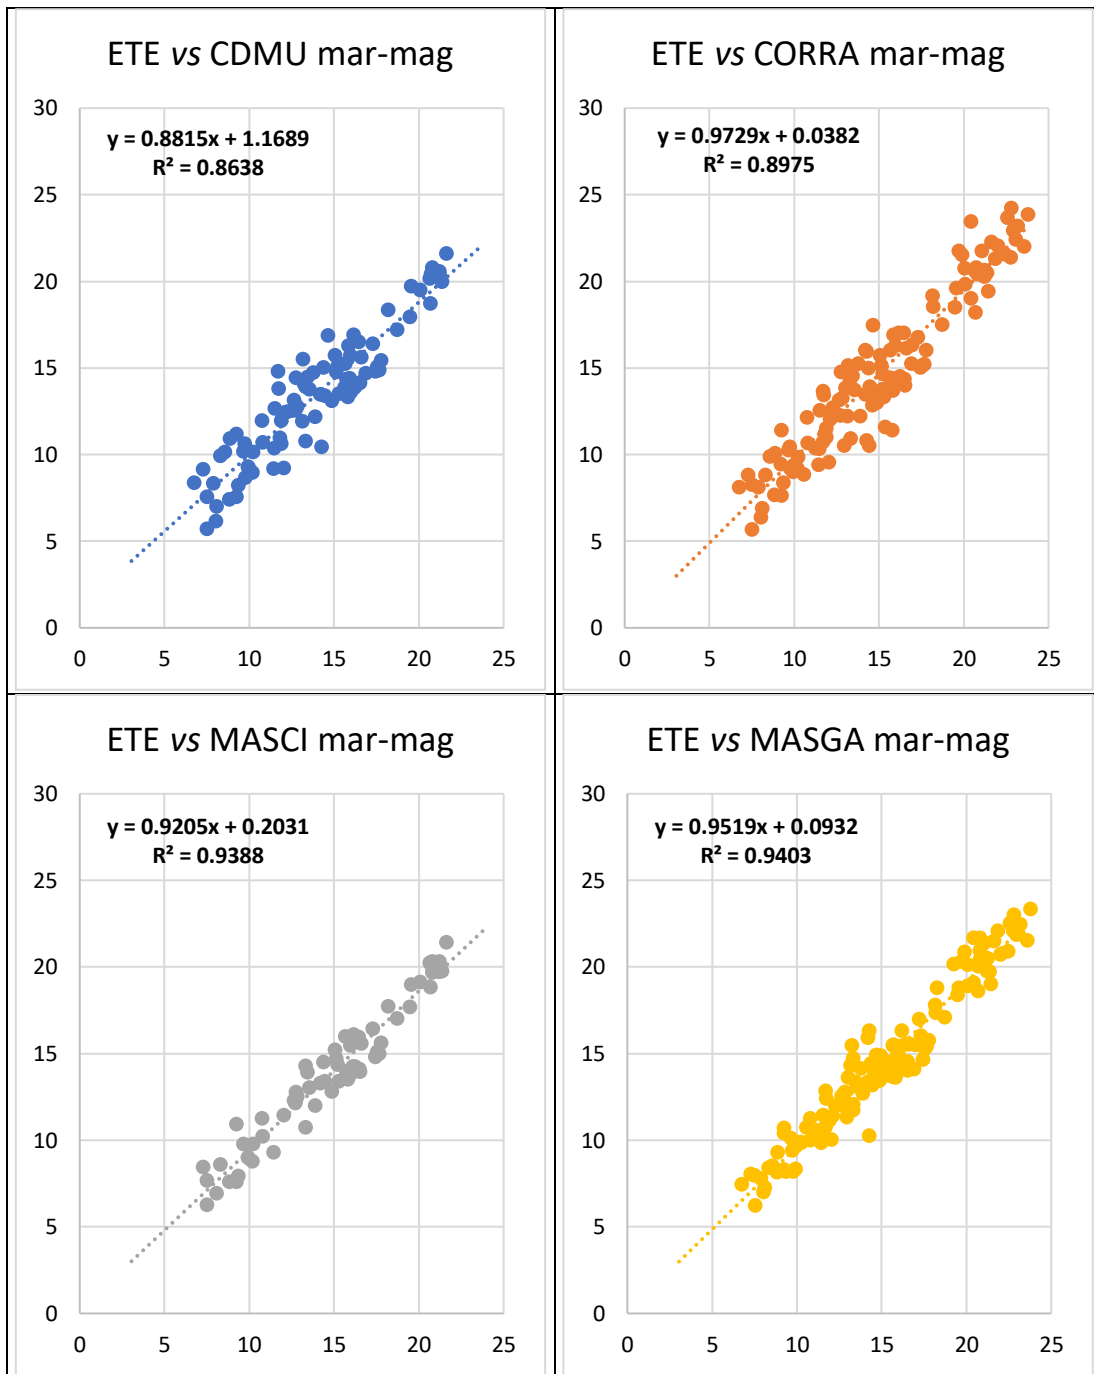 ETE vs CDMU mar-mag
30
25
20
15
10
5
0
y = 0.8815x + 1.1689
R² = 0.8638
0 5 10 15 20 25
ETE vs CORRA mar-mag
30
25
20
15
10
5
0
y = 0.9729x + 0.0382
R² = 0.8975
0 5 10 15 20 25
ETE vs MASCI mar-mag
30
25
20
15
10
5
0
y = 0.9205x + 0.2031
R² = 0.9388
0 5 10 15 20 25
ETE vs MASGA mar-mag
30
25
20
15
10
5
0
y = 0.9519x + 0.0932
R² = 0.9403
0 5 10 15 20 25